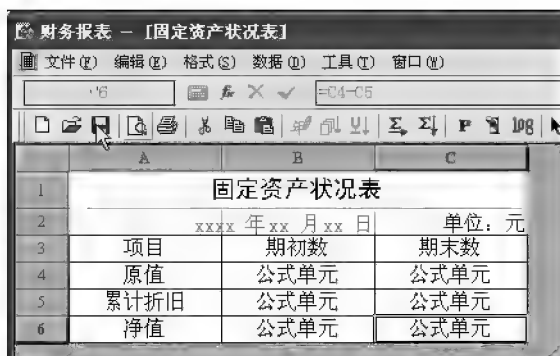 财务报表 - [固定资产状况表]
文件(F) 编辑(E) 格式(S) 数据(D) 工具(T) 窗口(W)
fx =C4-C5
A B C
1 固定资产状况表
2 xxxx 年 xx 月 xx 日 单位：元
3 项目 期初数 期末数
4 原值 公式单元 公式单元
5 累计折旧 公式单元 公式单元
6 净值 公式单元 公式单元